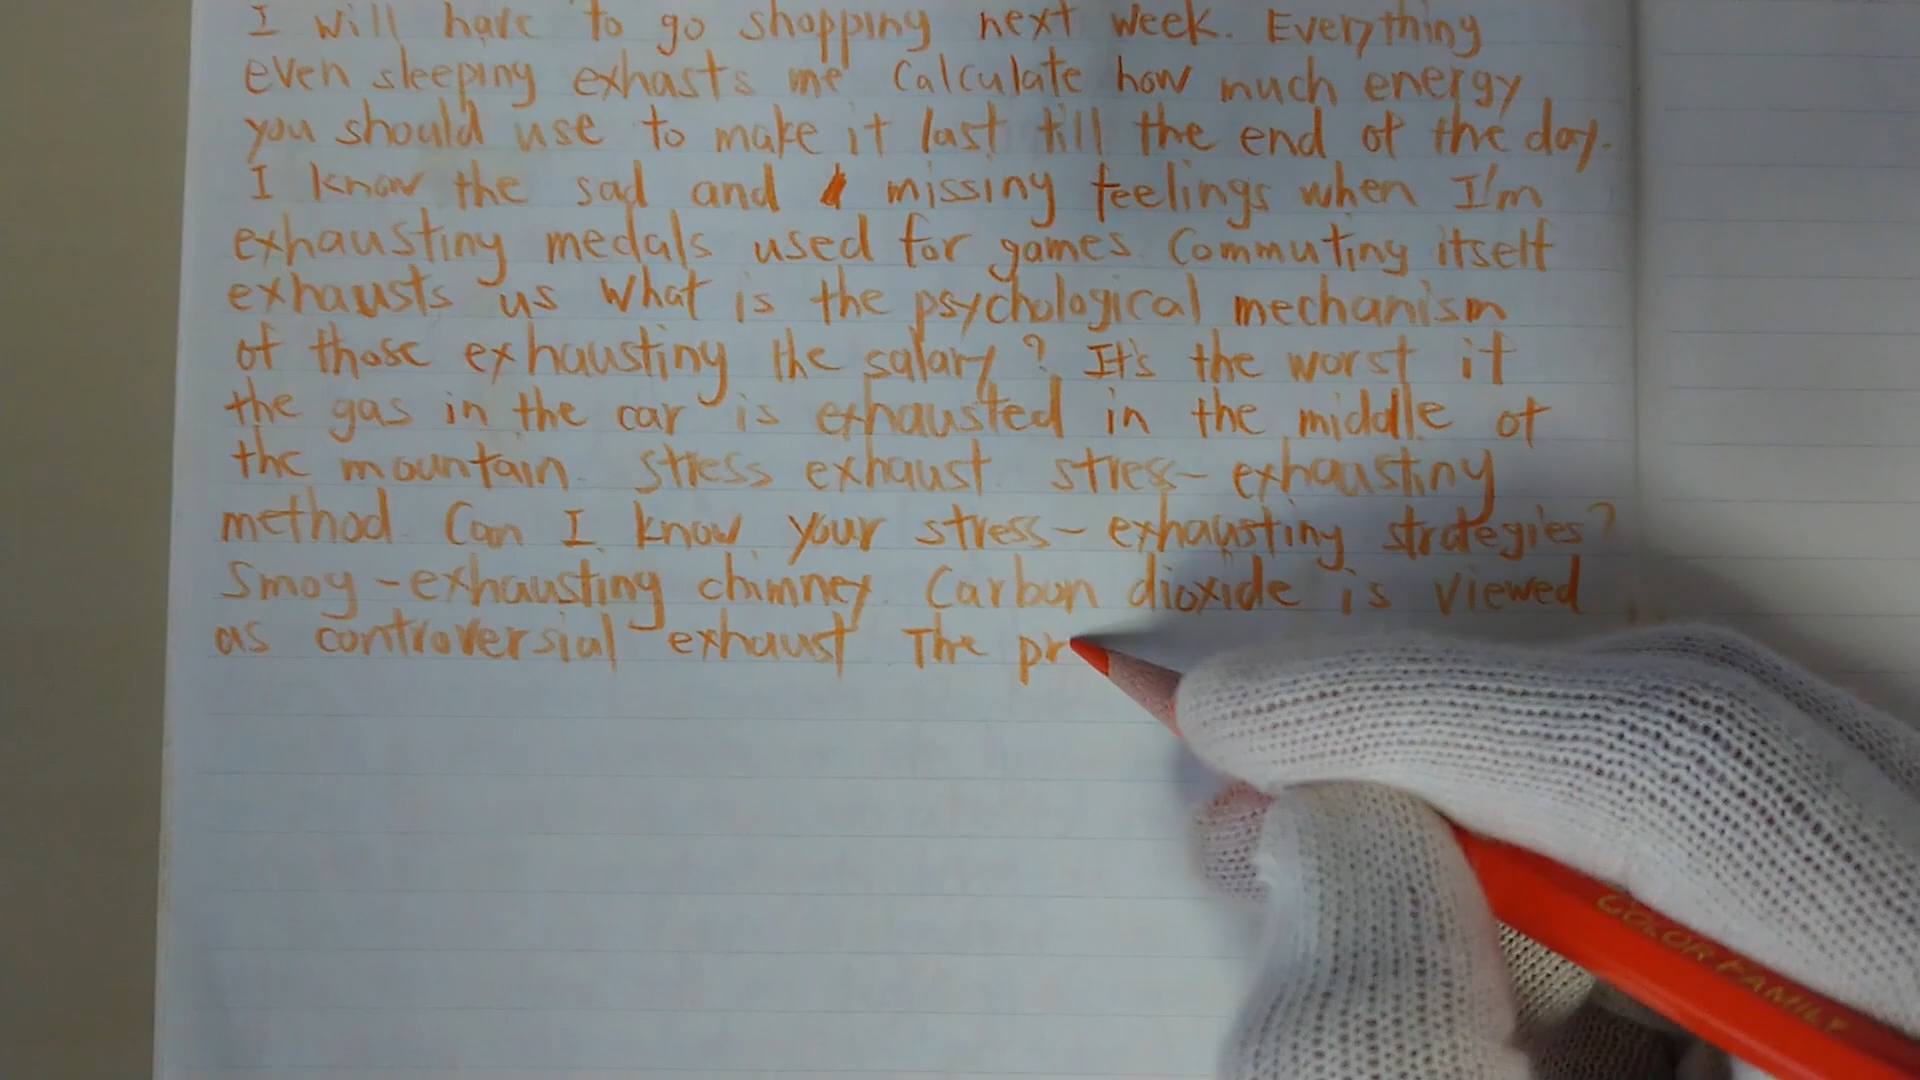 I will have to go shopping next week. Everything
even sleeping exhasts me Calculate how much energy
you should use to make it last till the end of the day.
I know the sad and missing feelings when I'm
exhausting medals used for games. Commuting itself
exhausts us What is the psychological mechanism
of those exhausting the salary? It's the worst if
the gas in the car is exhausted in the middle of
the mountain. Stress exhaust stress-exhausting
method Can I know your stress-exhausting strategies?
Smog-exhausting chimney. Carbon dioxide is viewed
as controversial exhaust The pr
COLOR FAMILY